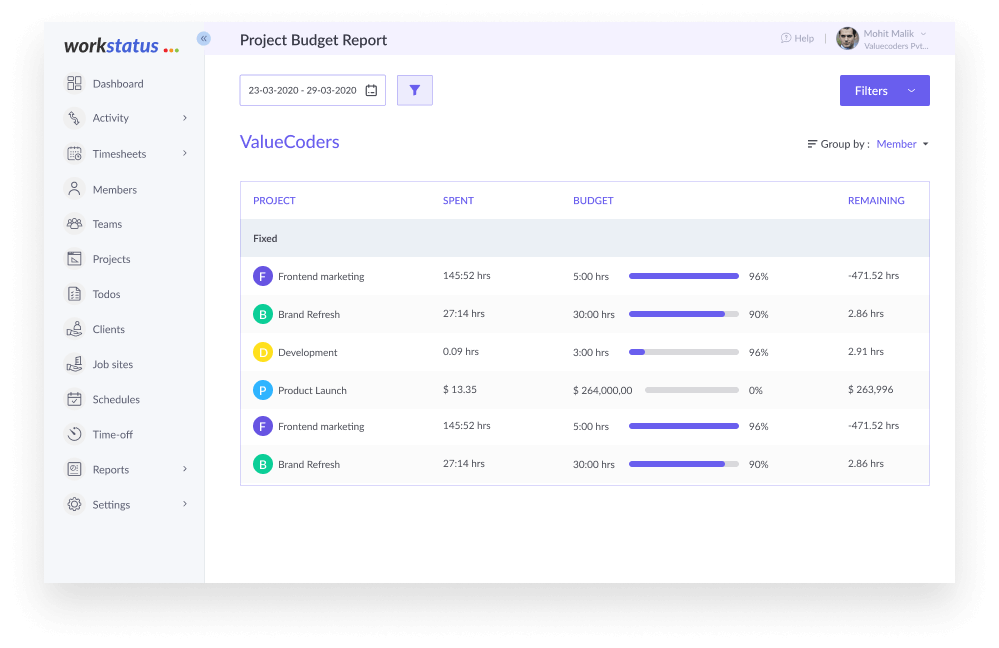 workstatus
Project Budget Report
Help
Mohit Malik
Valuecoders Pvt...
Dashboard
Activity
Timesheets
Members
Teams
Projects
Todos
Clients
Job sites
Schedules
Time-off
Reports
Settings
23-03-2020 - 29-03-2020
Filters
ValueCoders
Group by : Member
PROJECT SPENT BUDGET REMAINING
Fixed
F Frontend marketing 145:52 hrs 5:00 hrs 96% -471.52 hrs
B Brand Refresh 27:14 hrs 30:00 hrs 90% 2.86 hrs
D Development 0.09 hrs 3:00 hrs 96% 2.91 hrs
P Product Launch $ 13.35 $ 264,000,00 0% $ 263,996
F Frontend marketing 145:52 hrs 5:00 hrs 96% -471.52 hrs
B Brand Refresh 27:14 hrs 30:00 hrs 90% 2.86 hrs